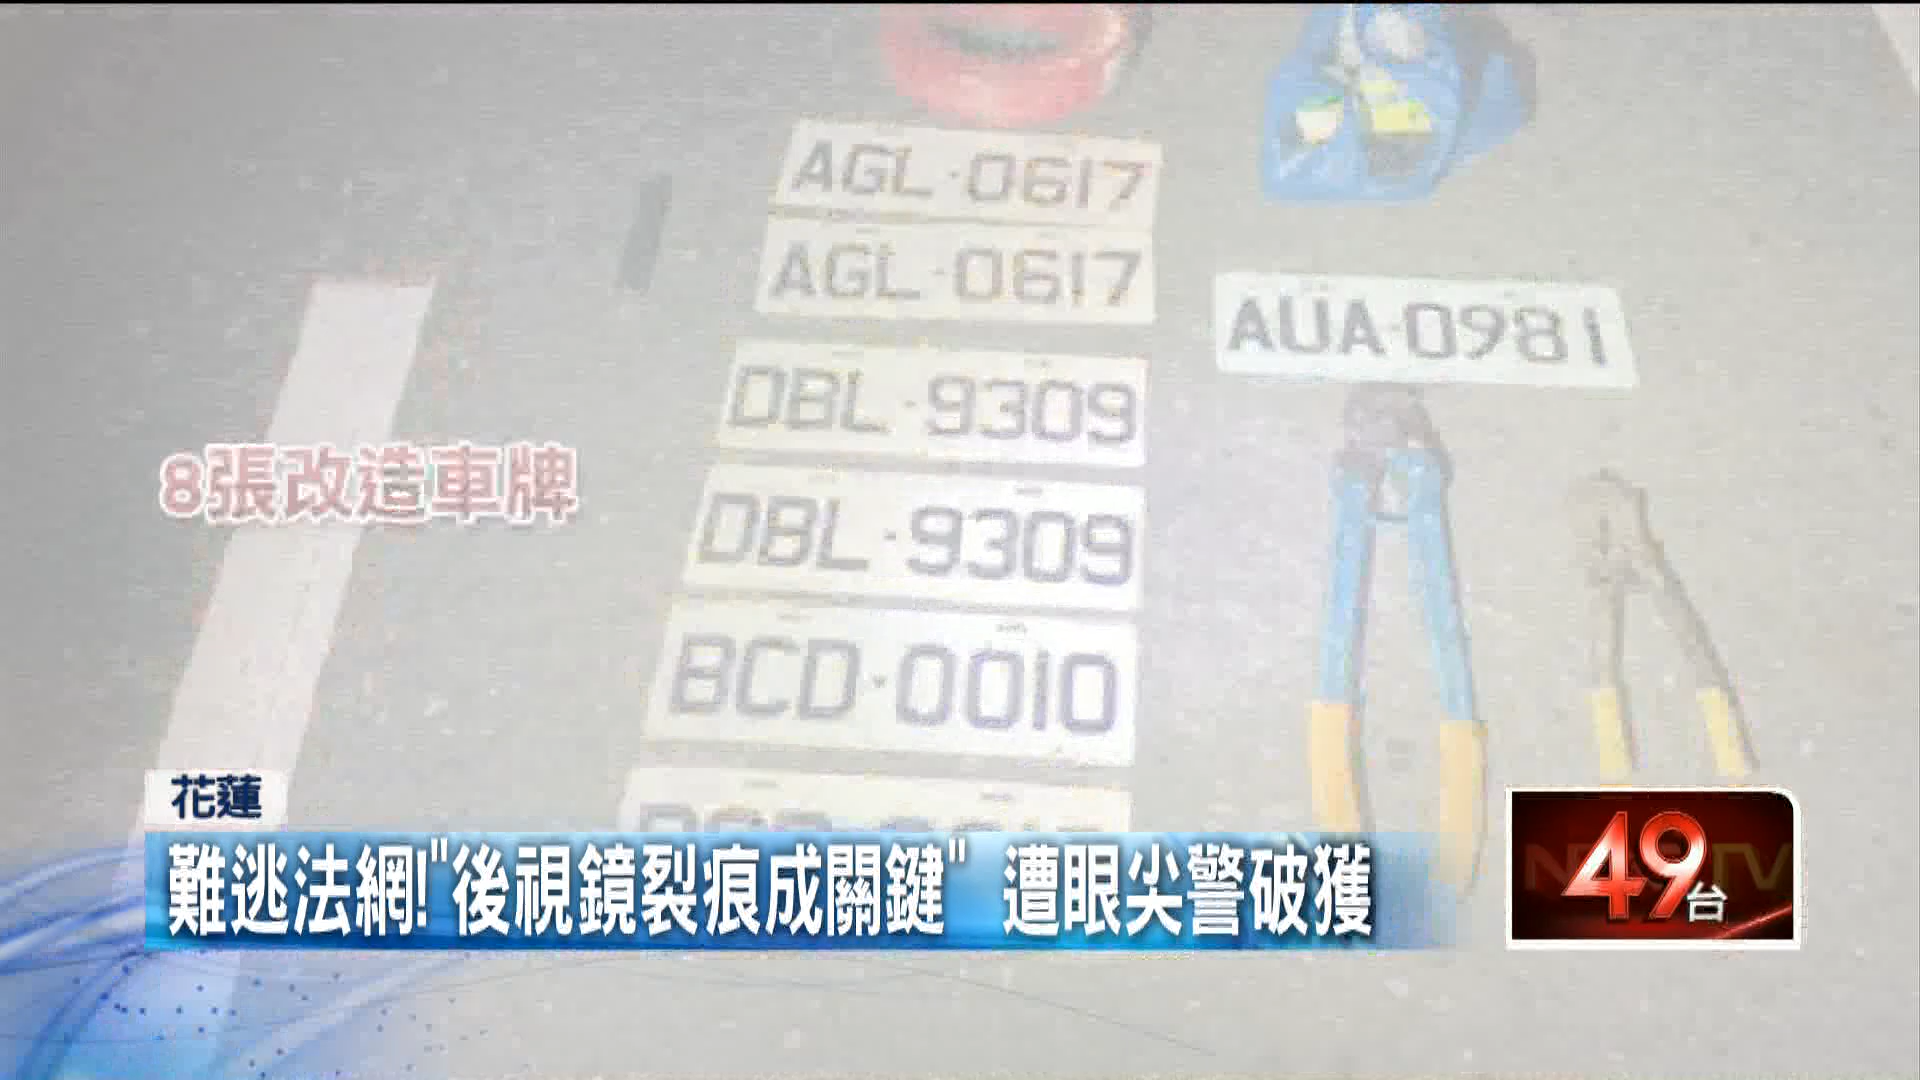 AGL·0617
AGL·0617
AUA·0981
DBL·9309
DBL·9309
8張改造車牌
BCD·0010
花蓮
難逃法網!"後視鏡裂痕成關鍵" 遭眼尖警破獲
49台